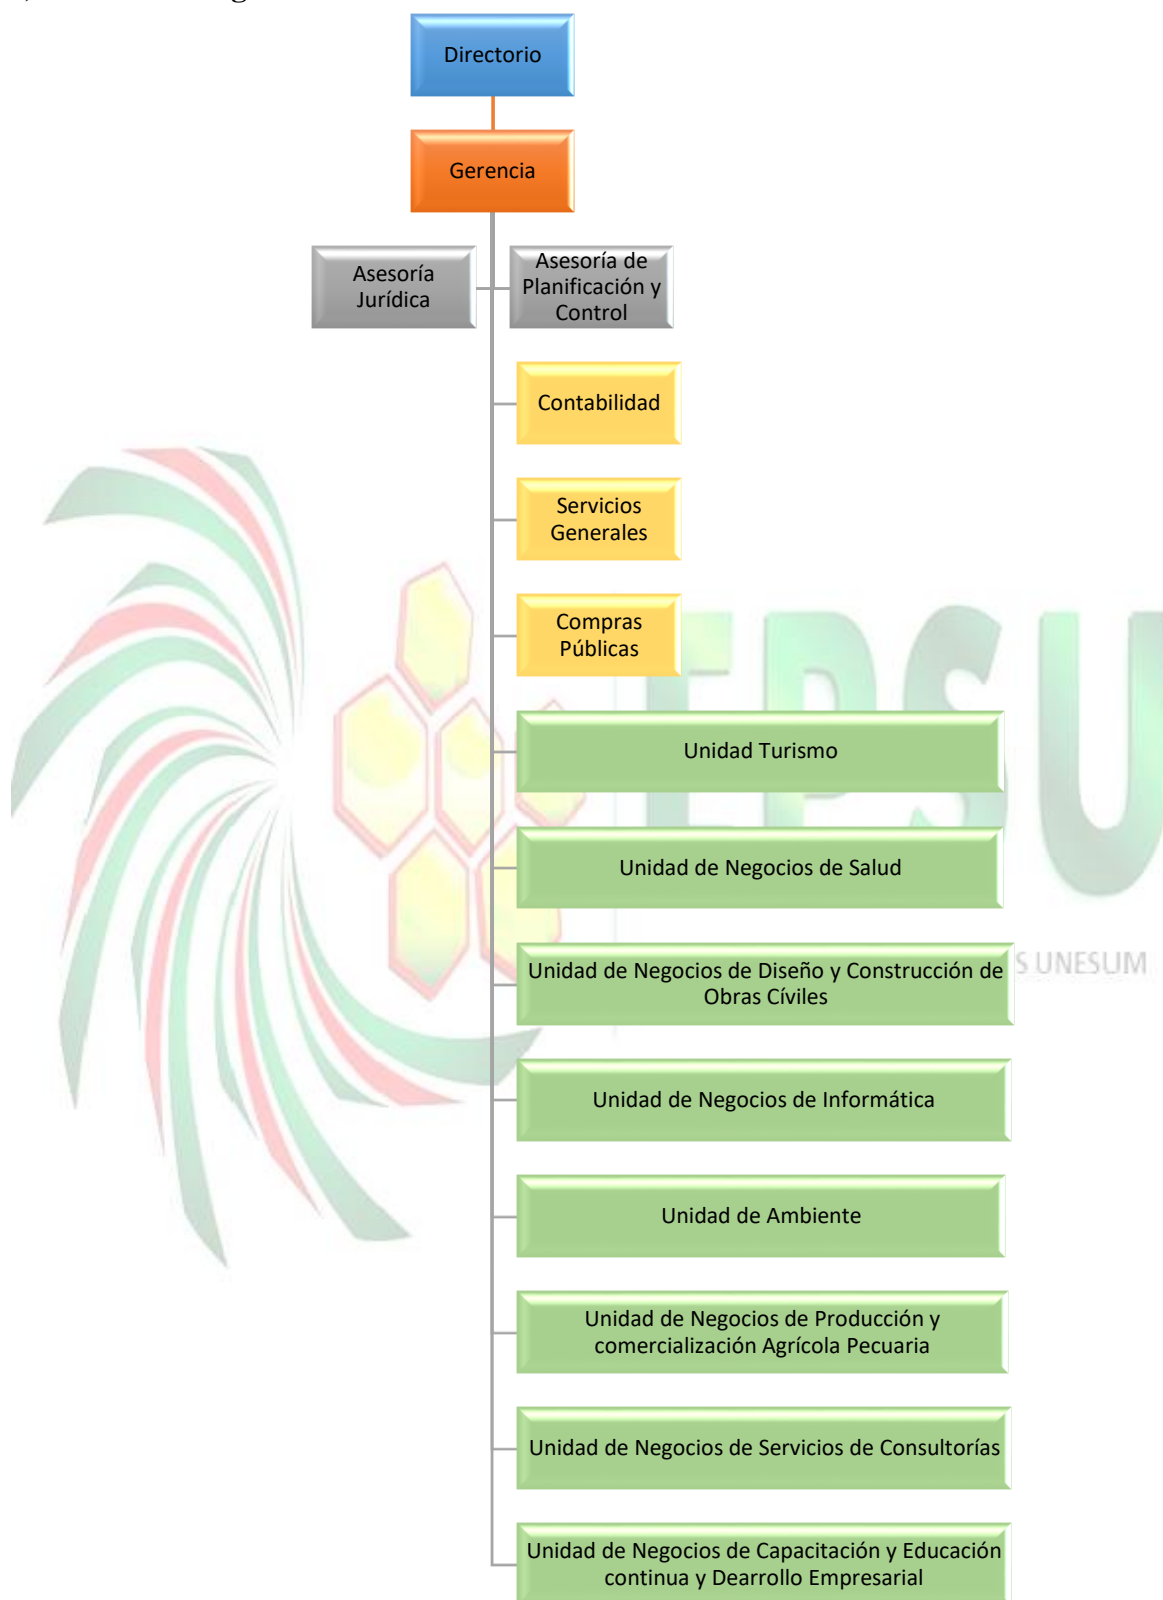 Directorio
Gerencia
Asesoría
Jurídica
Asesoría de
Planificación y
Control
Contabilidad
Servicios
Generales
Compras
Públicas
Unidad Turismo
Unidad de Negocios de Salud
Unidad de Negocios de Diseño y Construcción de
Obras Cíviles
Unidad de Negocios de Informática
Unidad de Ambiente
Unidad de Negocios de Producción y
comercialización Agrícola Pecuaria
Unidad de Negocios de Servicios de Consultorías
Unidad de Negocios de Capacitación y Educación
continua y Dearrollo Empresarial
EPSU
S UNESUM